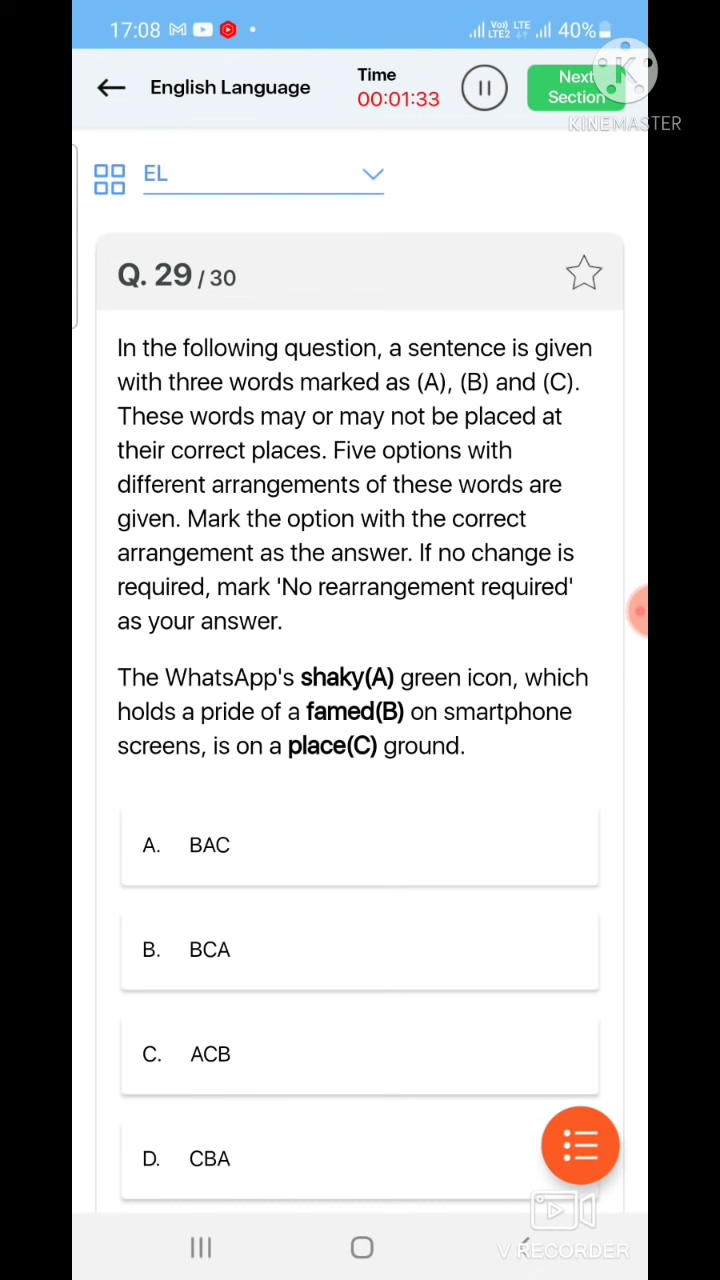 17:08
Vo)) LTE
LTE2
40%
English Language
Time
00:01:33
Next
Section
K
KINEMASTER
EL
Q. 29 / 30
In the following question, a sentence is given
with three words marked as (A), (B) and (C).
These words may or may not be placed at
their correct places. Five options with
different arrangements of these words are
given. Mark the option with the correct
arrangement as the answer. If no change is
required, mark 'No rearrangement required'
as your answer.
The WhatsApp's shaky(A) green icon, which
holds a pride of a famed(B) on smartphone
screens, is on a place(C) ground.
A. BAC
B. BCA
C. ACB
D. CBA
V RECORDER